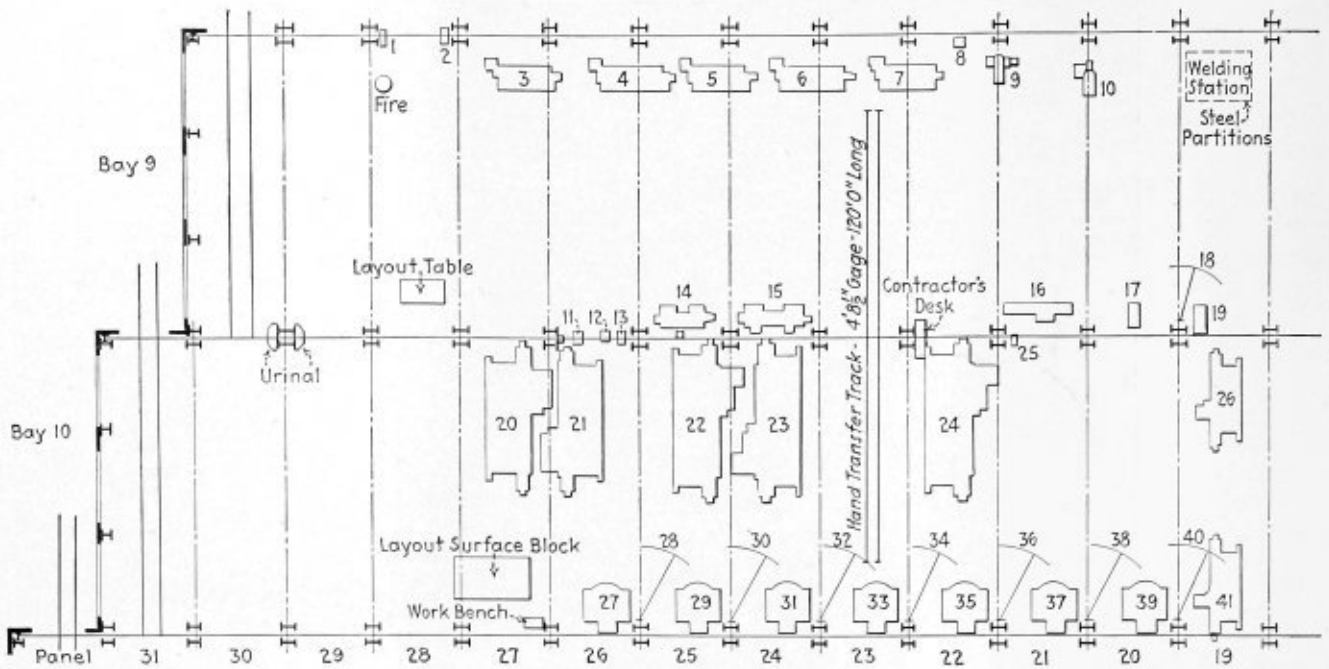 1
2
3
4
5
6
7
8
9
10
Welding
Station
Steel
Partitions
Fire
Bay 9
Layout Table
Hand Transfer Track - 4'8½" Gage - 120'0" Long
Contractor's
Desk
11
12
13
14
15
16
17
18
19
25
Urinal
Bay 10
20
21
22
23
24
26
Layout Surface Block
Work Bench
27
28
29
30
31
32
33
34
35
36
37
38
39
40
41
Panel 31 30 29 28 27 26 25 24 23 22 21 20 19